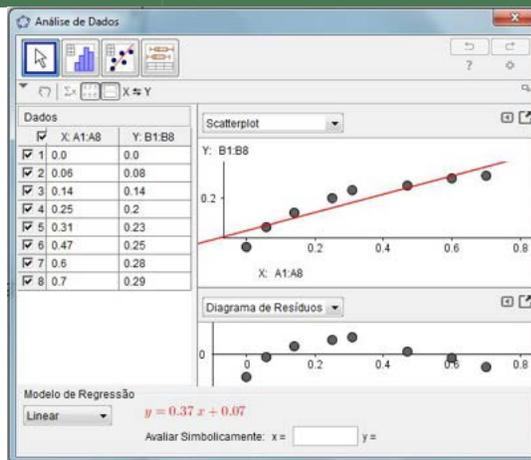 Análise de Dados
?
Σx X ⇆ Y
Dados
X: A1:A8 Y: B1:B8
1 0.0 0.0
2 0.06 0.08
3 0.14 0.14
4 0.25 0.2
5 0.31 0.23
6 0.47 0.25
7 0.6 0.28
8 0.7 0.29
Scatterplot
Y: B1:B8
0.2
0.2 0.4 0.6 0.8
X: A1:A8
Diagrama de Resíduos
0
0 0.2 0.4 0.6 0.8
Modelo de Regressão
Linear
y = 0.37 x + 0.07
Avaliar Simbolicamente: x = y =